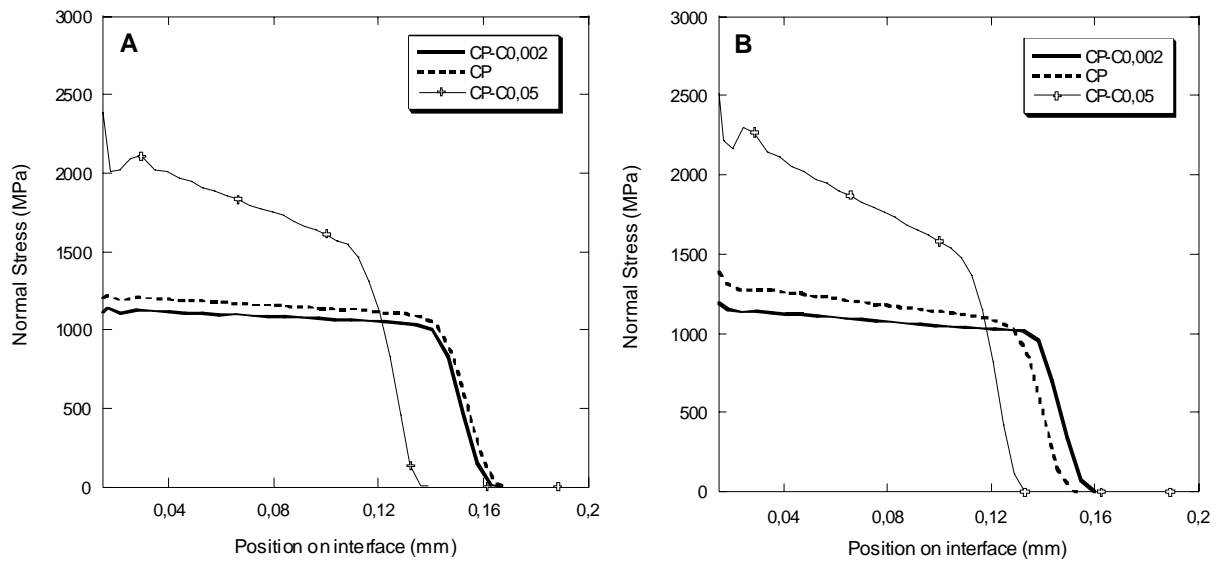 A
CP-C0,002
CP
CP-C0,05
3000
2500
2000
1500
1000
500
0
Normal Stress (MPa)
0,04
0,08
0,12
0,16
0,2
Position on interface (mm)
B
CP-C0,002
CP
CP-C0,05
3000
2500
2000
1500
1000
500
0
Normal Stress (MPa)
0,04
0,08
0,12
0,16
0,2
Position on interface (mm)